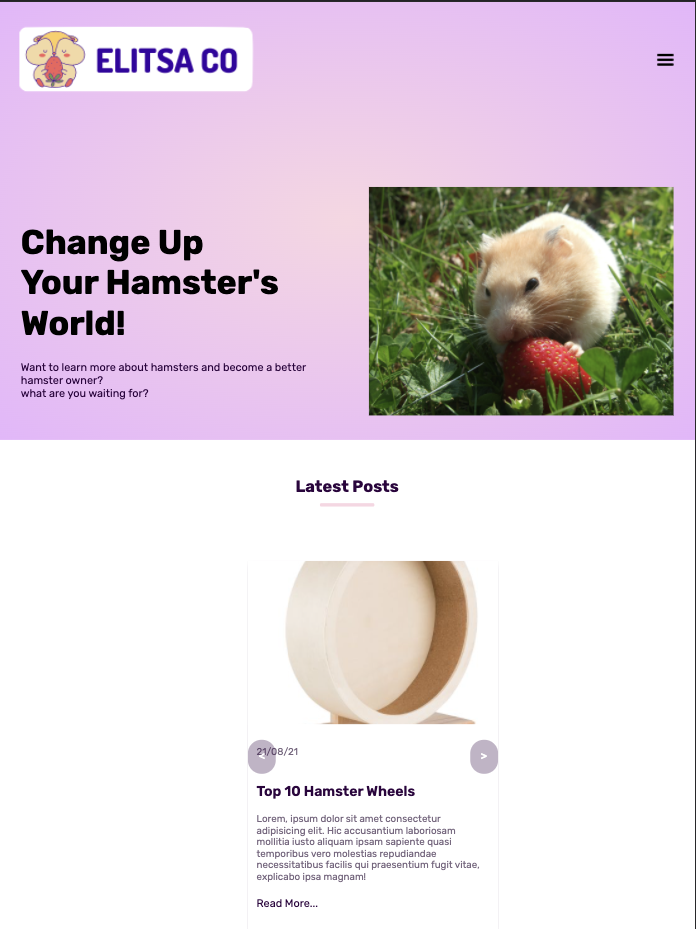 ELITSA CO
Change Up
Your Hamster's
World!
Want to learn more about hamsters and become a better
hamster owner?
what are you waiting for?
Latest Posts
21/08/21
<
>
Top 10 Hamster Wheels
Lorem, ipsum dolor sit amet consectetur
adipisicing elit. Hic accusantium laboriosam
mollitia iusto aliquam ipsam sapiente quasi
temporibus vero molestias repudiandae
necessitatibus facilis qui praesentium fugit vitae,
explicabo ipsa magnam!
Read More...